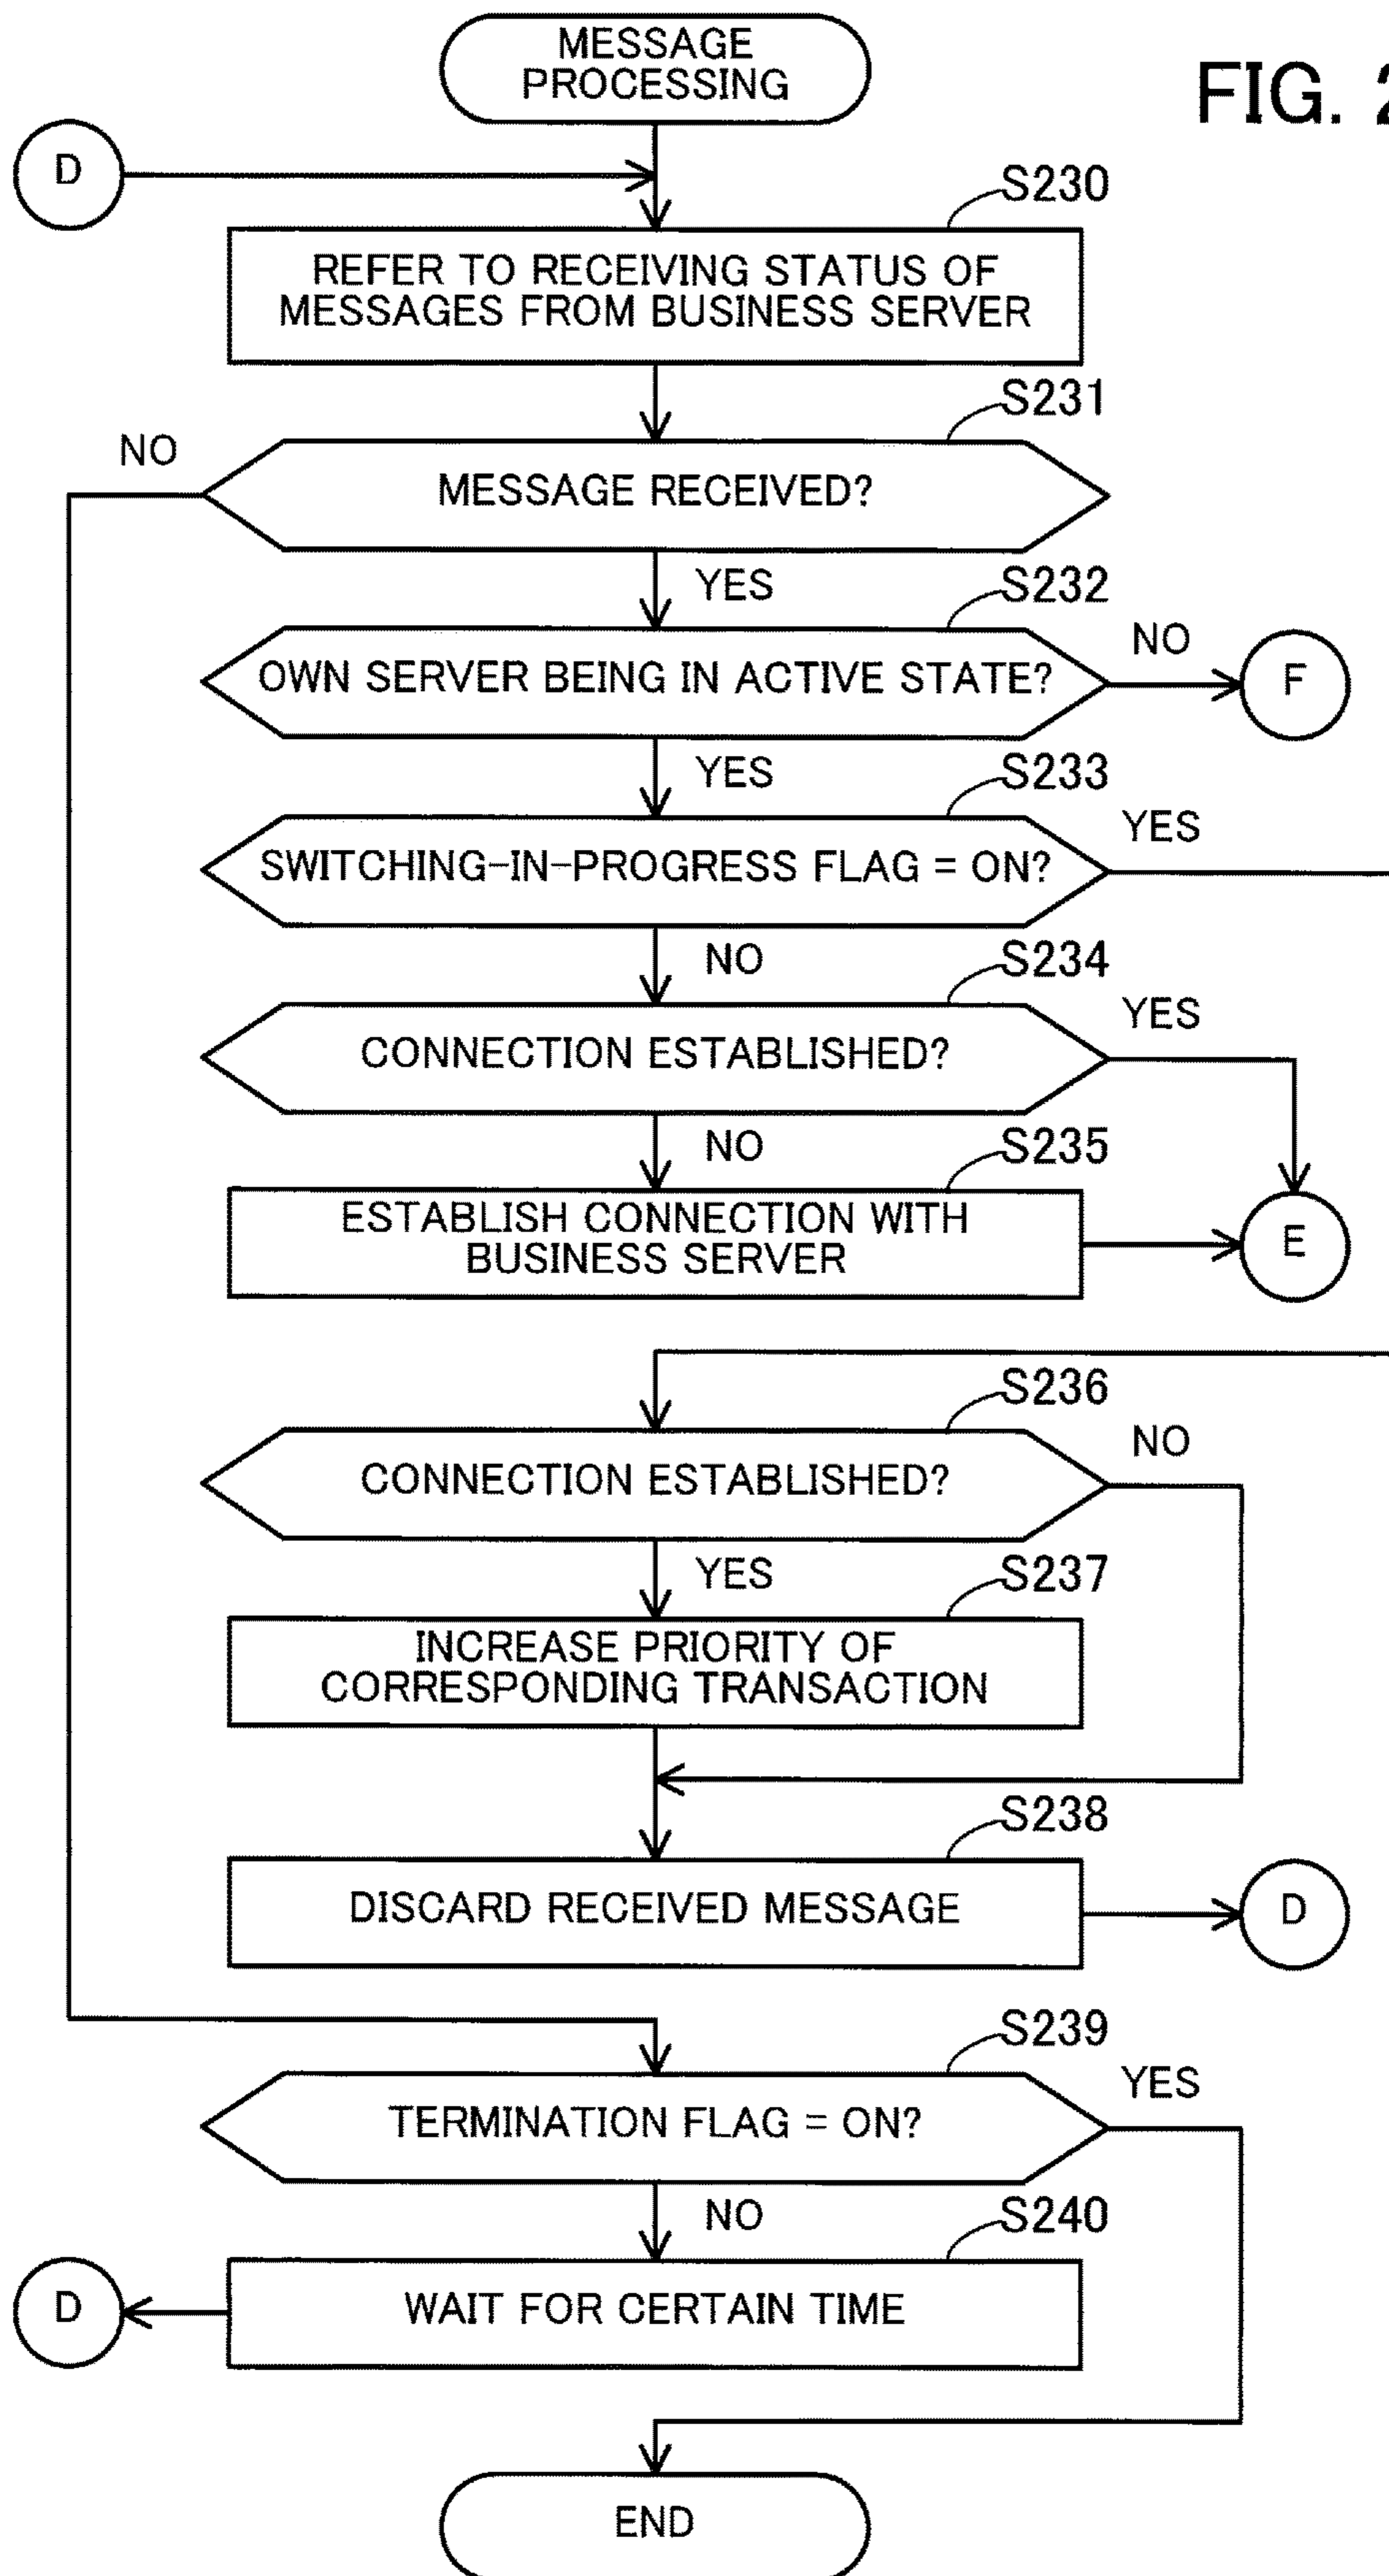 MESSAGE
PROCESSING
FIG. 2
D
S230
REFER TO RECEIVING STATUS OF
MESSAGES FROM BUSINESS SERVER
S231
NO
MESSAGE RECEIVED?
YES
S232
NO
OWN SERVER BEING IN ACTIVE STATE?
F
YES
S233
YES
SWITCHING-IN-PROGRESS FLAG = ON?
NO
S234
YES
CONNECTION ESTABLISHED?
NO
S235
ESTABLISH CONNECTION WITH
BUSINESS SERVER
E
S236
NO
CONNECTION ESTABLISHED?
YES
S237
INCREASE PRIORITY OF
CORRESPONDING TRANSACTION
S238
DISCARD RECEIVED MESSAGE
D
S239
YES
TERMINATION FLAG = ON?
NO
S240
D
WAIT FOR CERTAIN TIME
END